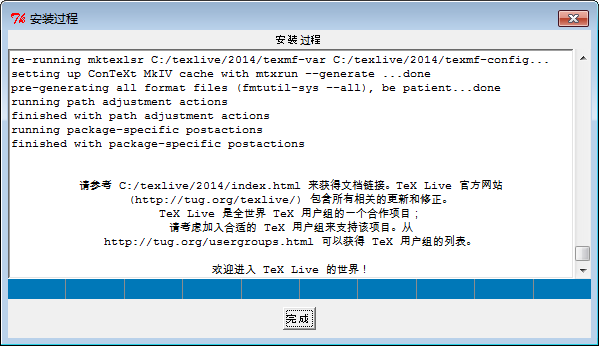 安装过程
安装过程
re-running mktexlsr C:/texlive/2014/texmf-var C:/texlive/2014/texmf-config...
setting up ConTeXt MkIV cache with mtxrun --generate ...done
pre-generating all format files (fmtutil-sys --all), be patient...done
running path adjustment actions
finished with path adjustment actions
running package-specific postactions
finished with package-specific postactions
请参考 C:/texlive/2014/index.html 来获得文档链接。TeX Live 官方网站
(http://tug.org/texlive/) 包含所有相关的更新和修正。
TeX Live 是全世界 TeX 用户组的一个合作项目；
请考虑加入合适的 TeX 用户组来支持该项目。从
http://tug.org/usergroups.html 可以获得 TeX 用户组的列表。
欢迎进入 TeX Live 的世界！
完成